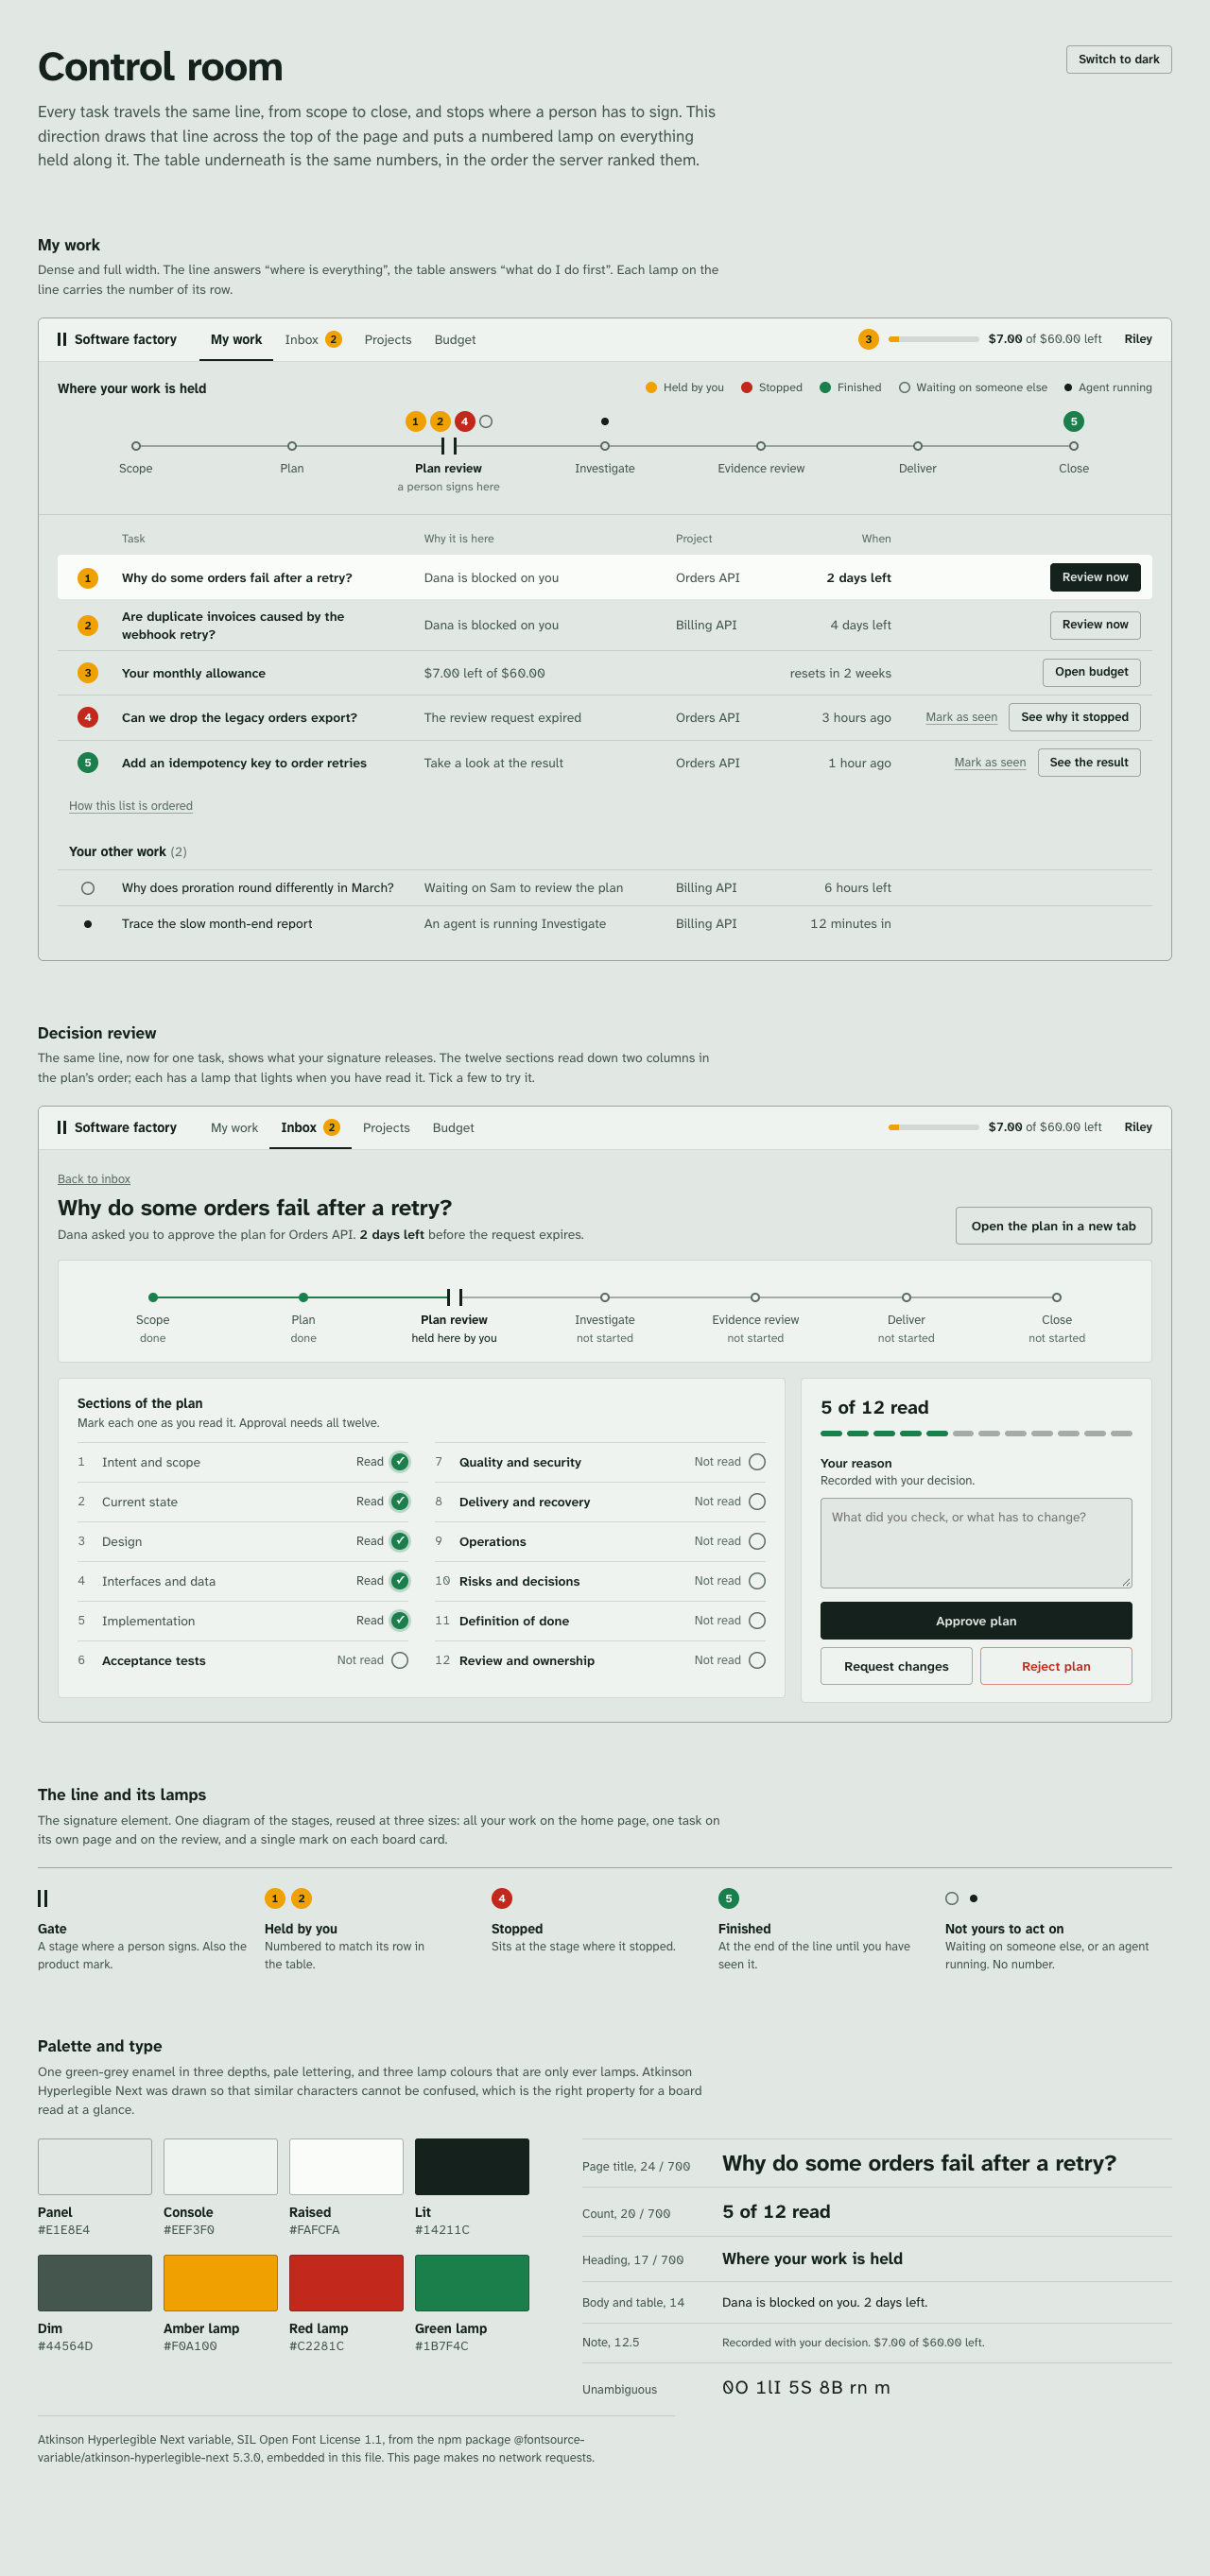 Control room
Switch to dark
Every task travels the same line, from scope to close, and stops where a person has to sign. This
direction draws that line across the top of the page and puts a numbered lamp on everything
held along it. The table underneath is the same numbers, in the order the server ranked them.
My work
Dense and full width. The line answers “where is everything”, the table answers “what do I do first”. Each lamp on the
line carries the number of its row.
Software factory My work Inbox 2 Projects Budget 3 $7.00 of $60.00 left Riley
Where your work is held Held by you Stopped Finished Waiting on someone else Agent running
1 2 4 5
Scope Plan Plan review Investigate Evidence review Deliver Close
a person signs here
Task Why it is here Project When
1 Why do some orders fail after a retry? Dana is blocked on you Orders API 2 days left Review now
2 Are duplicate invoices caused by the
webhook retry? Dana is blocked on you Billing API 4 days left Review now
3 Your monthly allowance $7.00 left of $60.00 resets in 2 weeks Open budget
4 Can we drop the legacy orders export? The review request expired Orders API 3 hours ago Mark as seen See why it stopped
5 Add an idempotency key to order retries Take a look at the result Orders API 1 hour ago Mark as seen See the result
How this list is ordered
Your other work (2)
Why does proration round differently in March? Waiting on Sam to review the plan Billing API 6 hours left
Trace the slow month-end report An agent is running Investigate Billing API 12 minutes in
Decision review
The same line, now for one task, shows what your signature releases. The twelve sections read down two columns in
the plan's order; each has a lamp that lights when you have read it. Tick a few to try it.
Software factory My work Inbox 2 Projects Budget $7.00 of $60.00 left Riley
Back to inbox
Why do some orders fail after a retry?
Dana asked you to approve the plan for Orders API. 2 days left before the request expires.
Open the plan in a new tab
Scope Plan Plan review Investigate Evidence review Deliver Close
done done held here by you not started not started not started not started
Sections of the plan
Mark each one as you read it. Approval needs all twelve.
1 Intent and scope Read
2 Current state Read
3 Design Read
4 Interfaces and data Read
5 Implementation Read
6 Acceptance tests Not read
7 Quality and security Not read
8 Delivery and recovery Not read
9 Operations Not read
10 Risks and decisions Not read
11 Definition of done Not read
12 Review and ownership Not read
5 of 12 read
Your reason
Recorded with your decision.
What did you check, or what has to change?
Approve plan
Request changes Reject plan
The line and its lamps
The signature element. One diagram of the stages, reused at three sizes: all your work on the home page, one task on
its own page and on the review, and a single mark on each board card.
Gate
A stage where a person signs. Also the
product mark.
1 2
Held by you
Numbered to match its row in
the table.
4
Stopped
Sits at the stage where it stopped.
5
Finished
At the end of the line until you have
seen it.
Not yours to act on
Waiting on someone else, or an agent
running. No number.
Palette and type
One green-grey enamel in three depths, pale lettering, and three lamp colours that are only ever lamps. Atkinson
Hyperlegible Next was drawn so that similar characters cannot be confused, which is the right property for a board
read at a glance.
Panel Console Raised Lit
#E1E8E4 #EEF3F0 #FAFCFA #14211C
Dim Amber lamp Red lamp Green lamp
#44564D #F0A100 #C2281C #1B7F4C
Page title, 24 / 700 Why do some orders fail after a retry?
Count, 20 / 700 5 of 12 read
Heading, 17 / 700 Where your work is held
Body and table, 14 Dana is blocked on you. 2 days left.
Note, 12.5 Recorded with your decision. $7.00 of $60.00 left.
Unambiguous 0O 1lI 5S 8B rn m
Atkinson Hyperlegible Next variable, SIL Open Font License 1.1, from the npm package @fontsource-
variable/atkinson-hyperlegible-next 5.3.0, embedded in this file. This page makes no network requests.